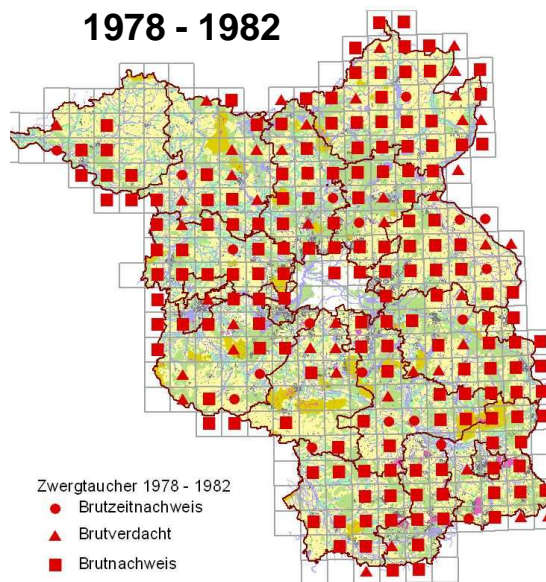 1978 - 1982
Zwergtaucher 1978 - 1982
Brutzeitnachweis
Brutverdacht
Brutnachweis